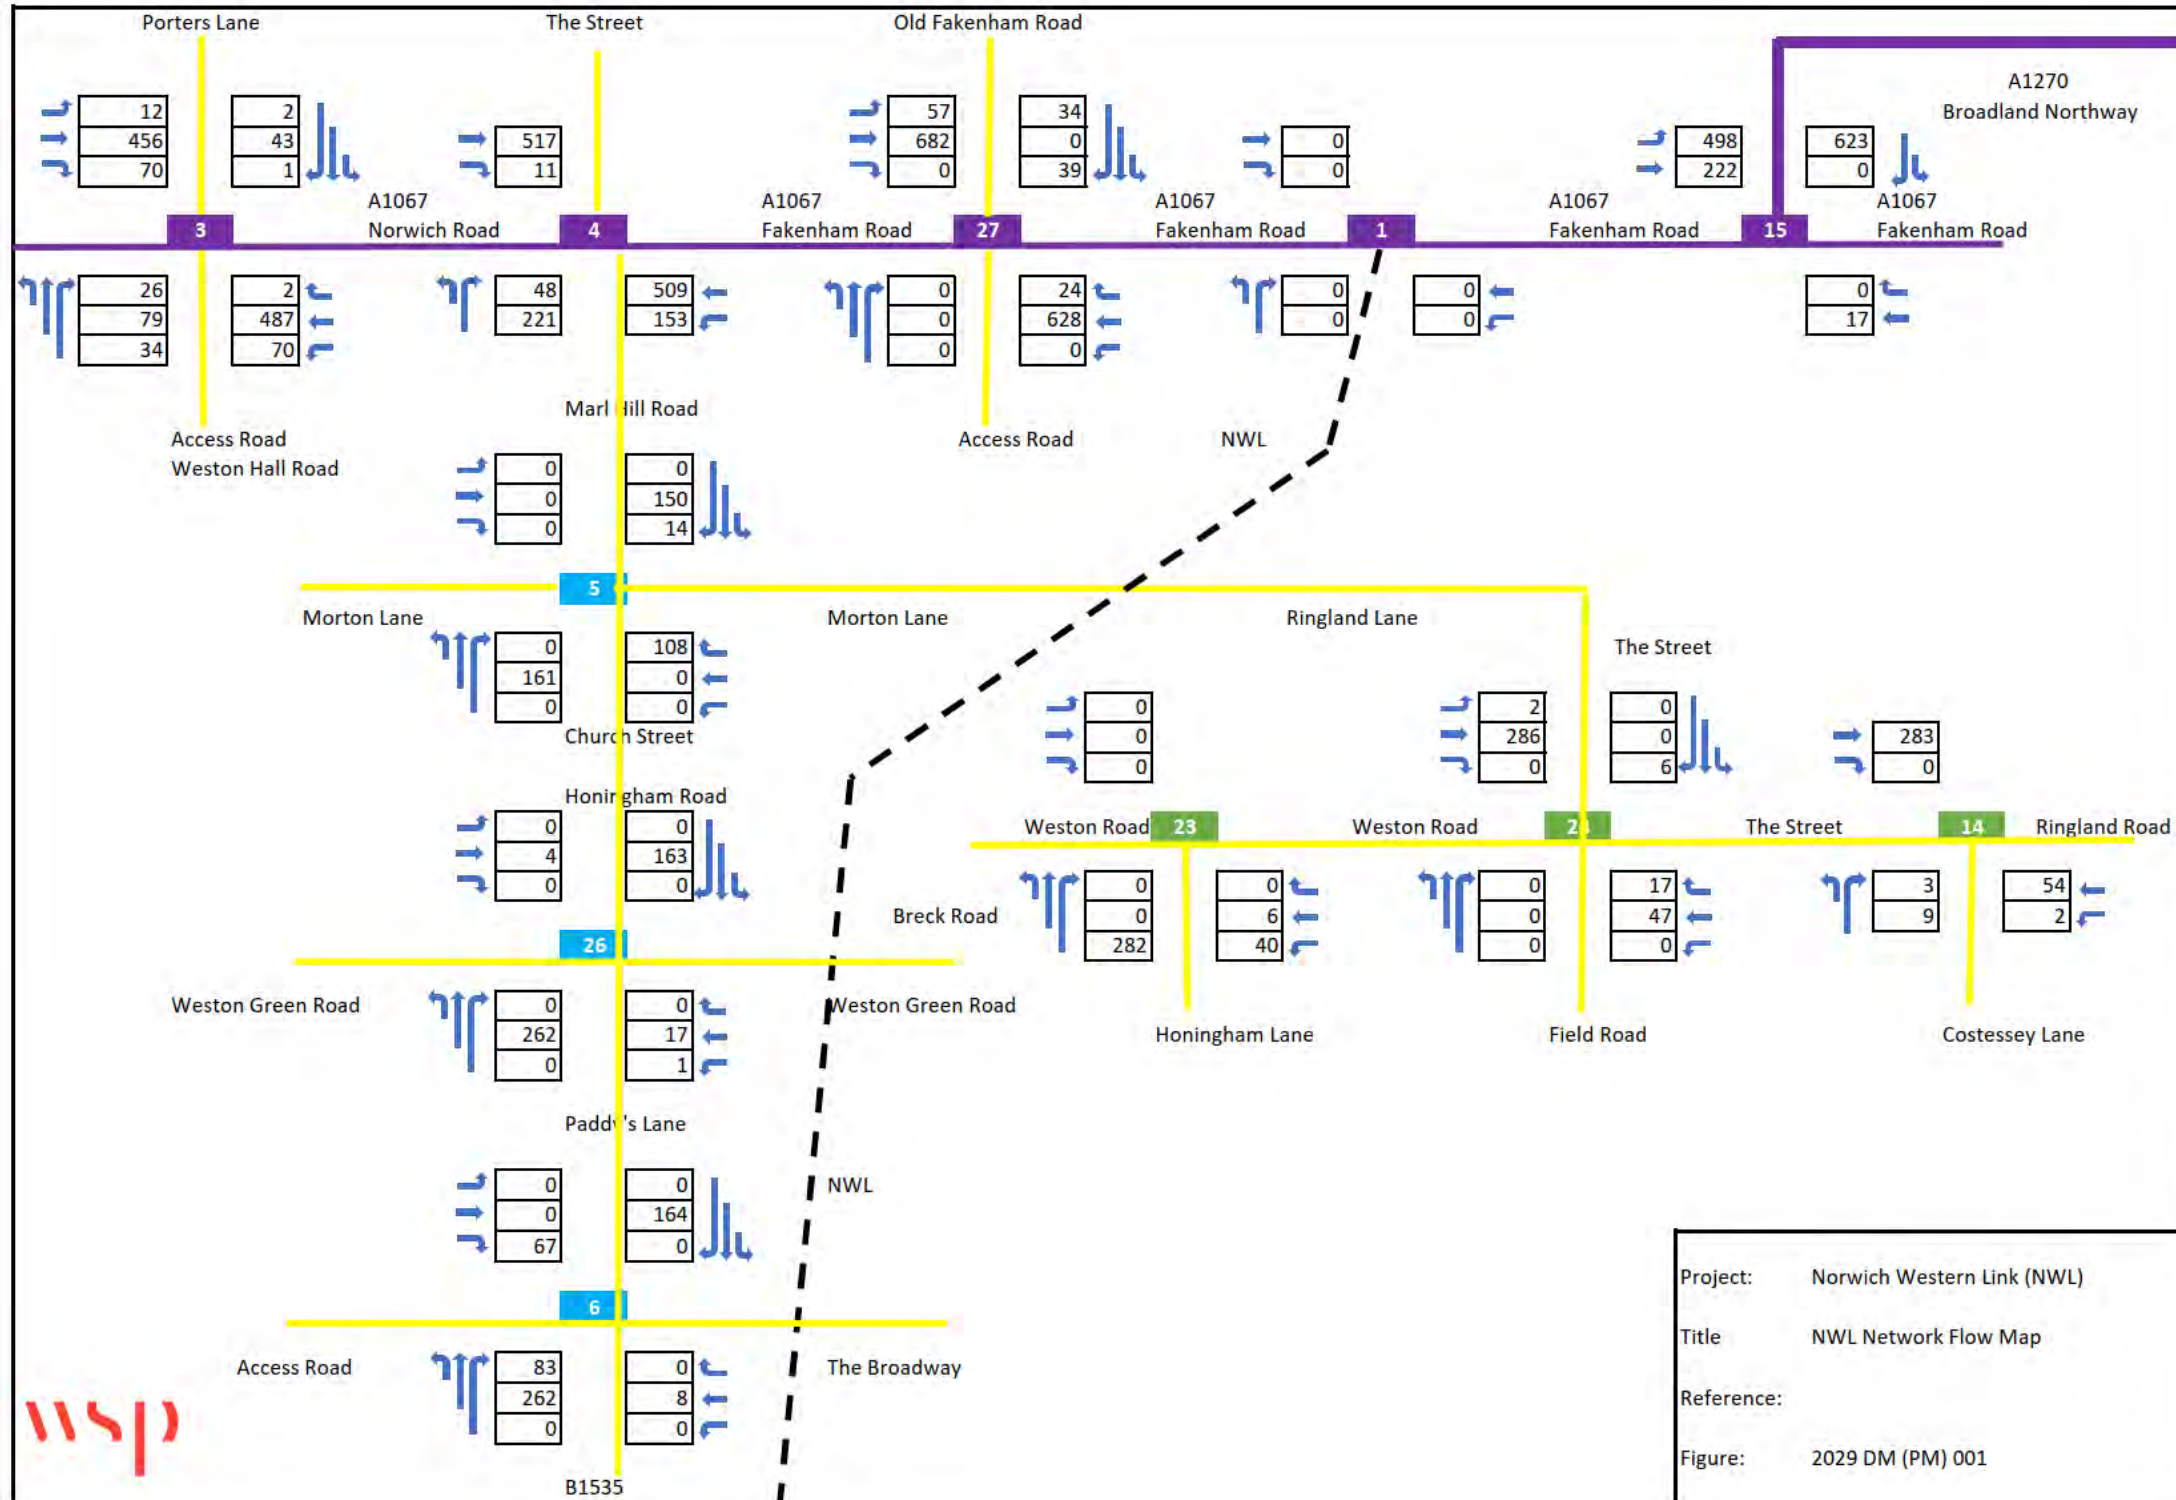 Porters Lane
The Street
Old Fakenham Road
A1270
Broadland Northway
12 2
456 43
70 1
517
11
57 34
682 0
0 39
0
0
498 623
222 0
A1067
Norwich Road
A1067
Fakenham Road
A1067
Fakenham Road
A1067
Fakenham Road
A1067
Fakenham Road
3
4
27
1
15
26 2
79 487
34 70
48 509
221 153
0 24
0 628
0 0
0 0
0 0
0
17
Marl Hill Road
Access Road
Weston Hall Road
Access Road
NWL
0 0
0 150
0 14
5
Morton Lane
Morton Lane
Ringland Lane
The Street
0 108
161 0
0 0
Church Street
0
0
0
2 0
286 0
0 6
283
0
Honingham Road
0 0
4 163
0 0
Weston Road
23
Weston Road
The Street
14
Ringland Road
Breck Road
0 0
0 6
282 40
0 17
0 47
0 0
3 54
9 2
26
Weston Green Road
Weston Green Road
Honingham Lane
Field Road
Costessey Lane
0 0
262 17
0 1
Paddy's Lane
0 0
0 164
67 0
NWL
6
Access Road
The Broadway
83 0
262 8
0 0
B1535
wsp
Project: Norwich Western Link (NWL)
Title NWL Network Flow Map
Reference:
Figure: 2029 DM (PM) 001